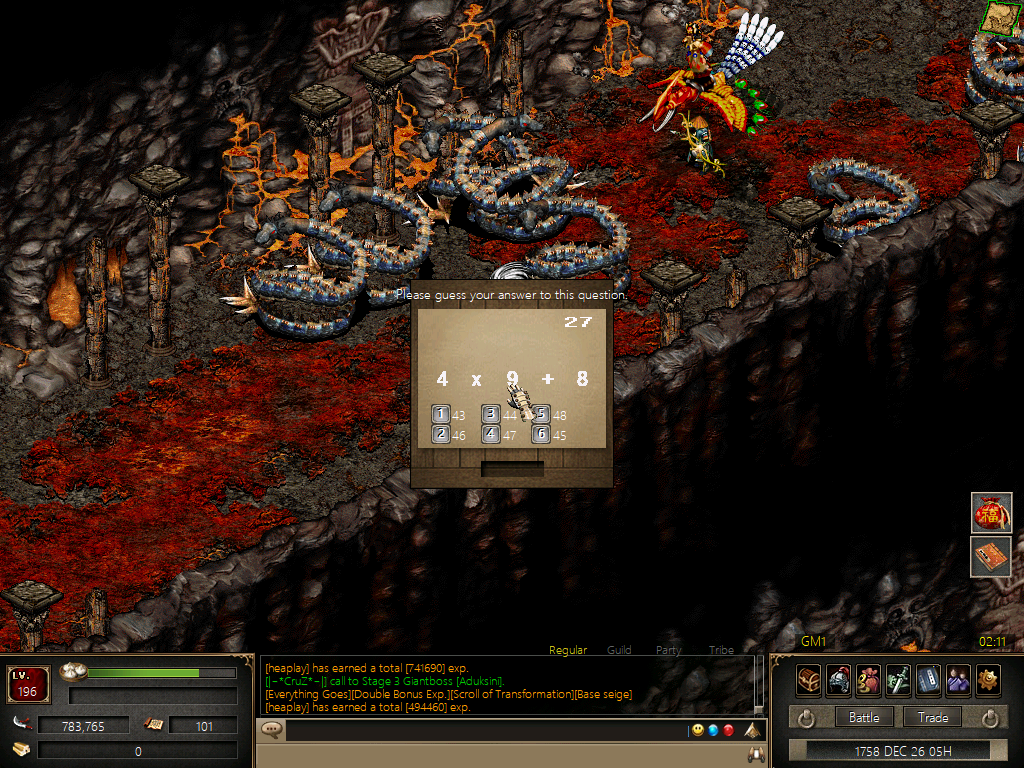 Please guess your answer to this question.
27
4 x 9 + 8
1 43 3 44 5 48
2 46 4 47 6 45
福
GM1 02:11
Regular Guild Party Tribe
LV. 196
[heaplay] has earned a total [741690] exp.
[|~*CruZ*~|] call to Stage 3 Giantboss [Aduksini].
[Everything Goes][Double Bonus Exp.][Scroll of Transformation][Base seige]
[heaplay] has earned a total [494460] exp.
783,765 101
0
Battle Trade
1758 DEC 26 05H